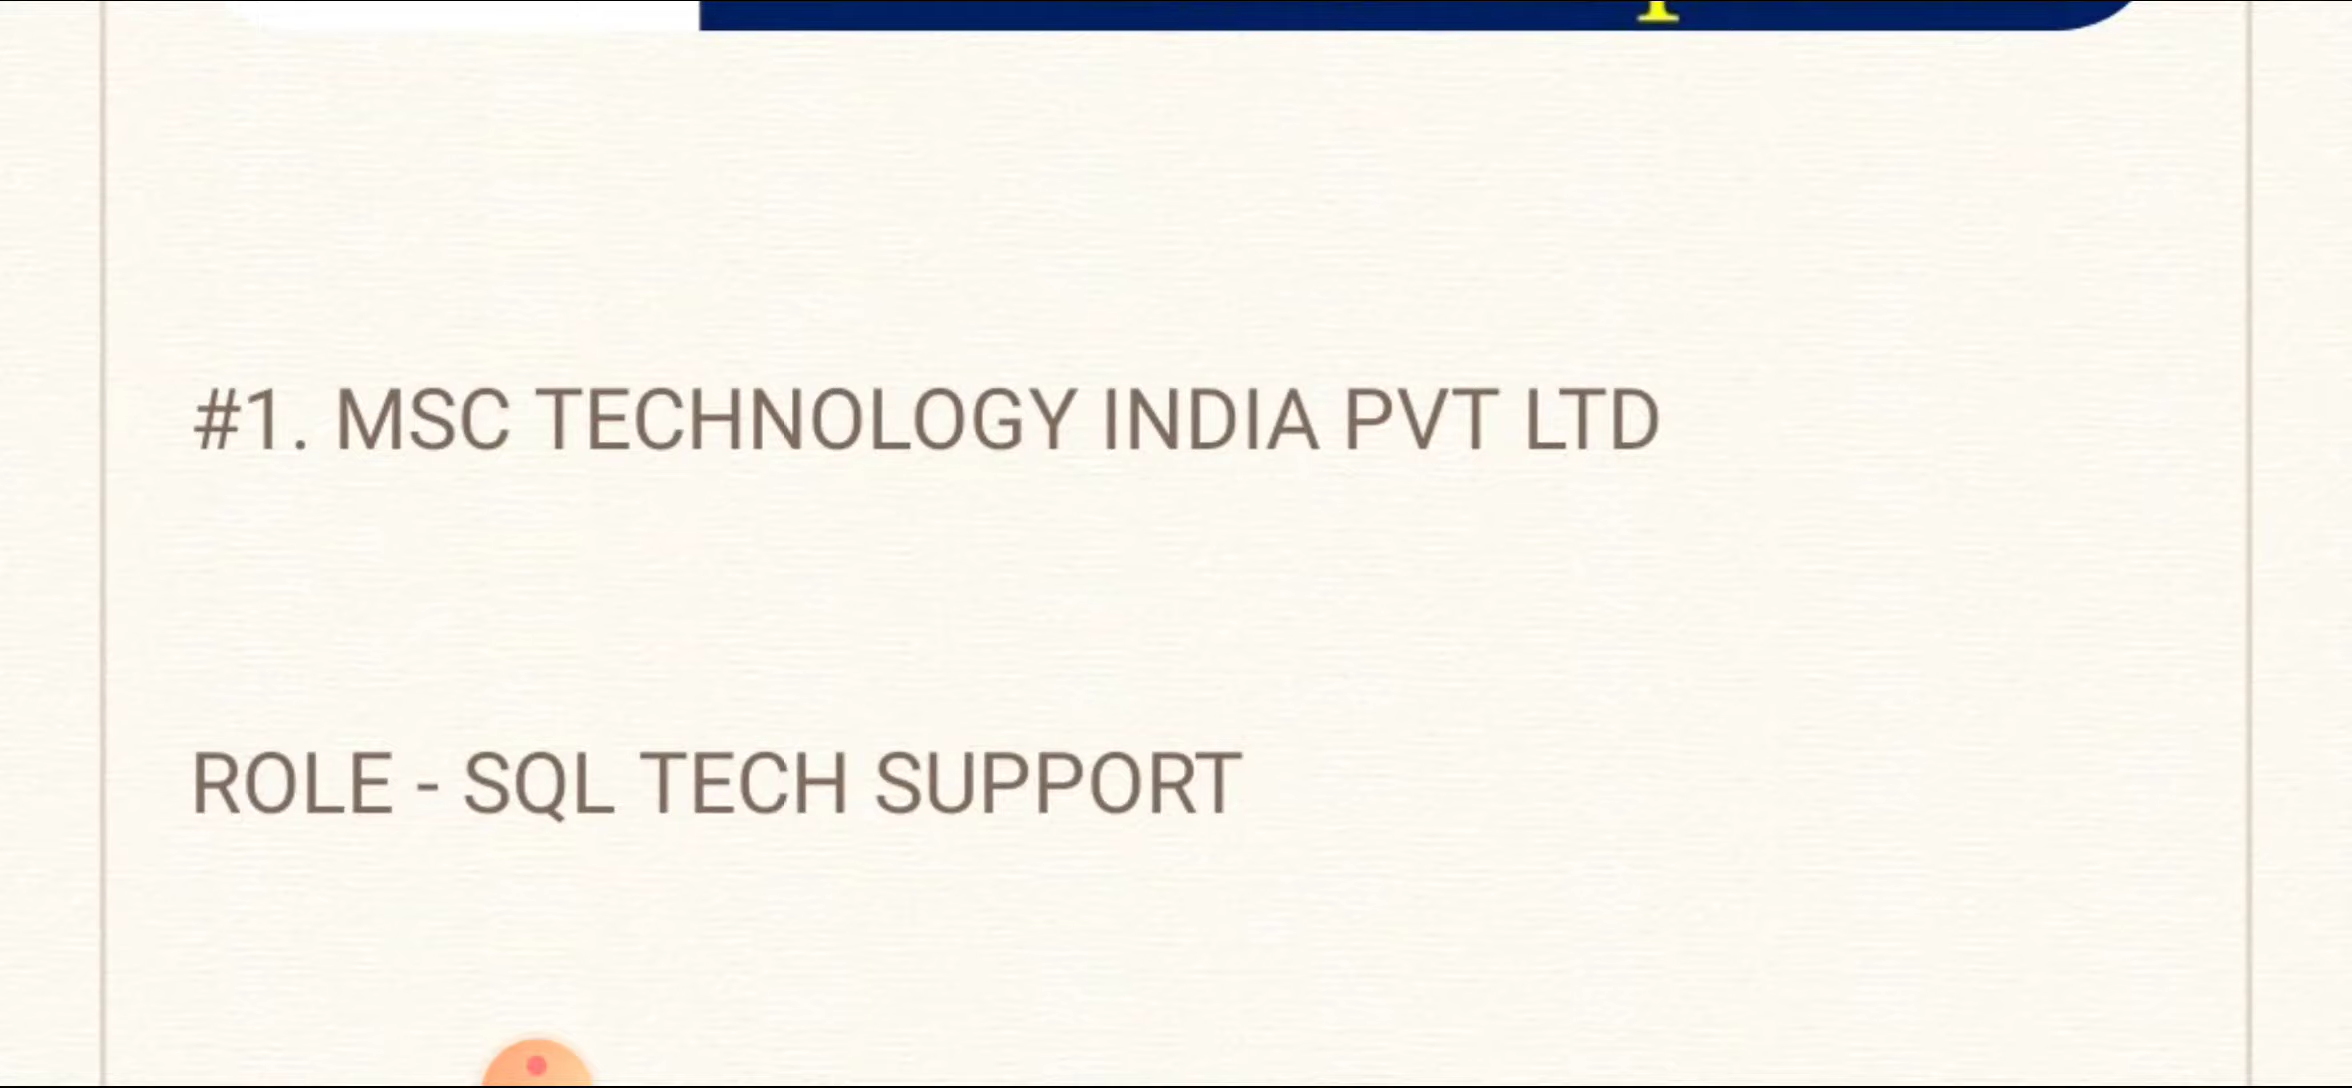 #1. MSC TECHNOLOGY INDIA PVT LTD
ROLE - SQL TECH SUPPORT